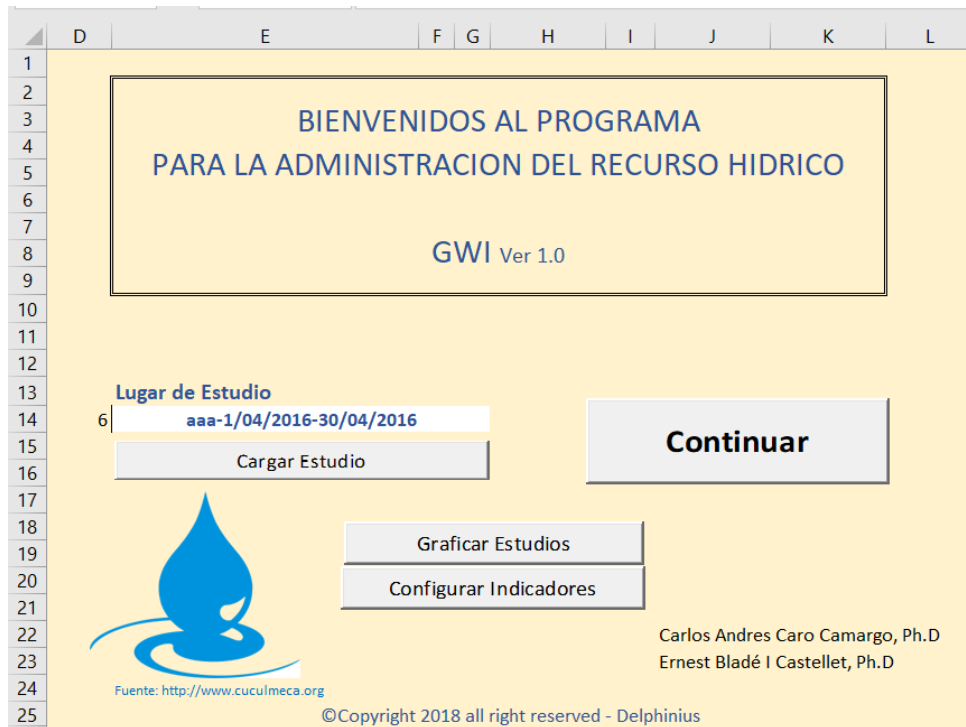 D E F G H I J K L
1
2
3
4
5
6
7
8
9
10
11
12
13
14
15
16
17
18
19
20
21
22
23
24
25
BIENVENIDOS AL PROGRAMA
PARA LA ADMINISTRACION DEL RECURSO HIDRICO
GWI Ver 1.0
Lugar de Estudio
6 aaa-1/04/2016-30/04/2016
Cargar Estudio
Continuar
Graficar Estudios
Configurar Indicadores
Carlos Andres Caro Camargo, Ph.D
Ernest Bladé I Castellet, Ph.D
Fuente: http://www.cuculmeca.org
©Copyright 2018 all right reserved - Delphinius